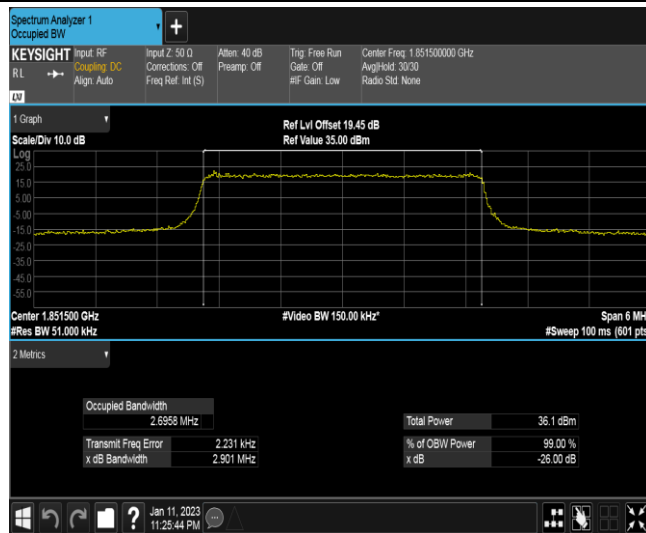 Spectrum Analyzer 1
Occupied BW
+
KEYSIGHT Input: RF Input Z: 50 Ω Atten: 40 dB Trig: Free Run Center Freq: 1.851500000 GHz
RL Coupling: DC Corrections: Off Preamp: Off Gate: Off Avg|Hold: 30/30
Align: Auto Freq Ref: Int (S) #IF Gain: Low Radio Std: None
1 Graph
Scale/Div 10.0 dB Ref Lvl Offset 19.45 dB
Ref Value 35.00 dBm
Log
25.0
15.0
5.00
-5.00
-15.0
-25.0
-35.0
-45.0
-55.0
Center 1.851500 GHz #Video BW 150.00 kHz* Span 6 MH
#Res BW 51.000 kHz #Sweep 100 ms (601 pts
2 Metrics
Occupied Bandwidth
2.6958 MHz Total Power 36.1 dBm
Transmit Freq Error 2.231 kHz % of OBW Power 99.00 %
x dB Bandwidth 2.901 MHz x dB -26.00 dB
? Jan 11, 2023
11:25:44 PM